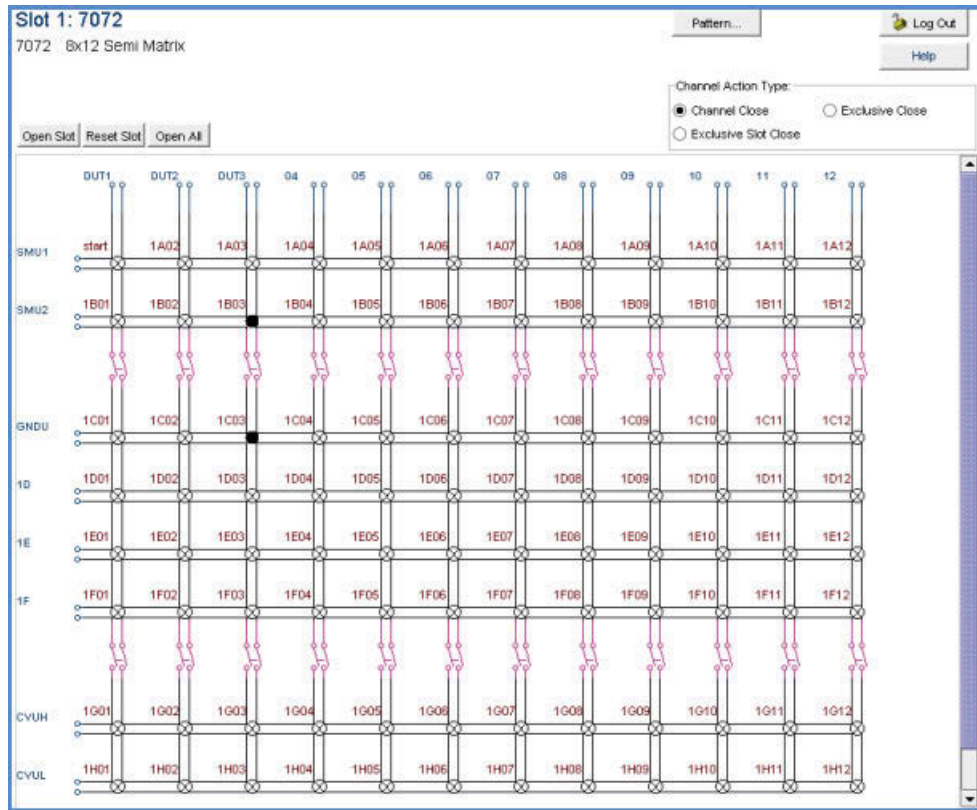 Slot 1: 7072
Pattern...
Log Out
7072 8x12 Semi Matrix
Help
Channel Action Type:
Channel Close
Exclusive Close
Exclusive Slot Close
Open Slot
Reset Slot
Open All
DUT1 DUT2 DUT3 04 05 06 07 08 09 10 11 12
SMU1 start 1A02 1A03 1A04 1A05 1A06 1A07 1A08 1A09 1A10 1A11 1A12
SMU2 1B01 1B02 1B03 1B04 1B05 1B06 1B07 1B08 1B09 1B10 1B11 1B12
GNDU 1C01 1C02 1C03 1C04 1C05 1C06 1C07 1C08 1C09 1C10 1C11 1C12
1D 1D01 1D02 1D03 1D04 1D05 1D06 1D07 1D08 1D09 1D10 1D11 1D12
1E 1E01 1E02 1E03 1E04 1E05 1E06 1E07 1E08 1E09 1E10 1E11 1E12
1F 1F01 1F02 1F03 1F04 1F05 1F06 1F07 1F08 1F09 1F10 1F11 1F12
CVUH 1G01 1G02 1G03 1G04 1G05 1G06 1G07 1G08 1G09 1G10 1G11 1G12
CVUL 1H01 1H02 1H03 1H04 1H05 1H06 1H07 1H08 1H09 1H10 1H11 1H12